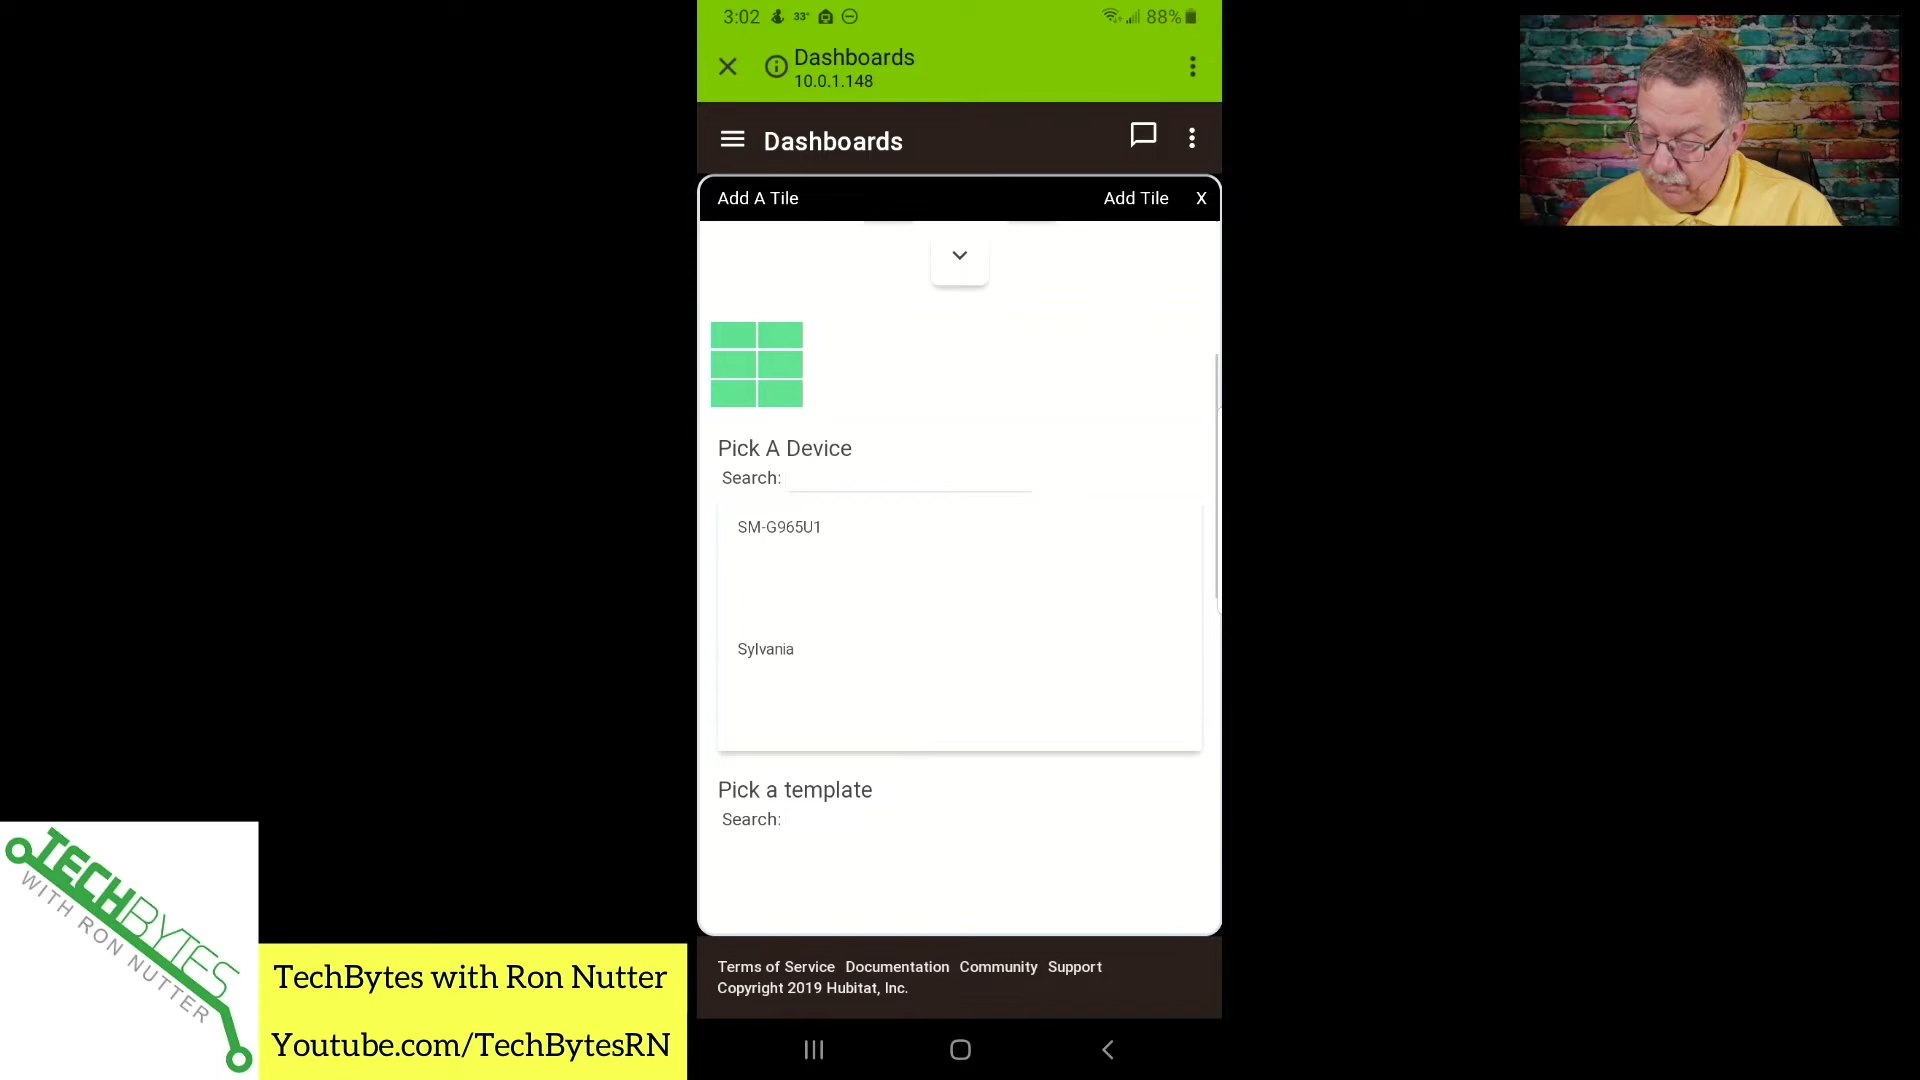 3:02 33° 88%
Dashboards
10.0.1.148
Dashboards
Add A Tile Add Tile X
Pick A Device
Search:
SM-G965U1
Sylvania
Pick a template
Search:
Terms of Service Documentation Community Support
Copyright 2019 Hubitat, Inc.
TECHBYTES
WITH RON NUTTER
TechBytes with Ron Nutter
Youtube.com/TechBytesRN